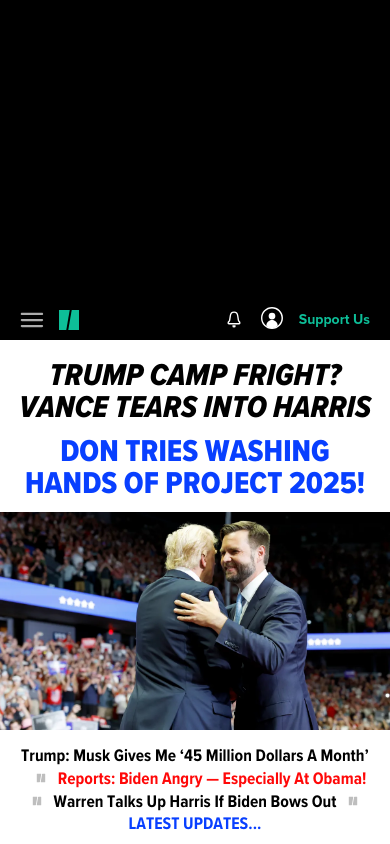 Support Us
TRUMP CAMP FRIGHT?
VANCE TEARS INTO HARRIS
DON TRIES WASHING
HANDS OF PROJECT 2025!
Trump: Musk Gives Me ‘45 Million Dollars A Month’
Reports: Biden Angry — Especially At Obama!
Warren Talks Up Harris If Biden Bows Out
LATEST UPDATES...